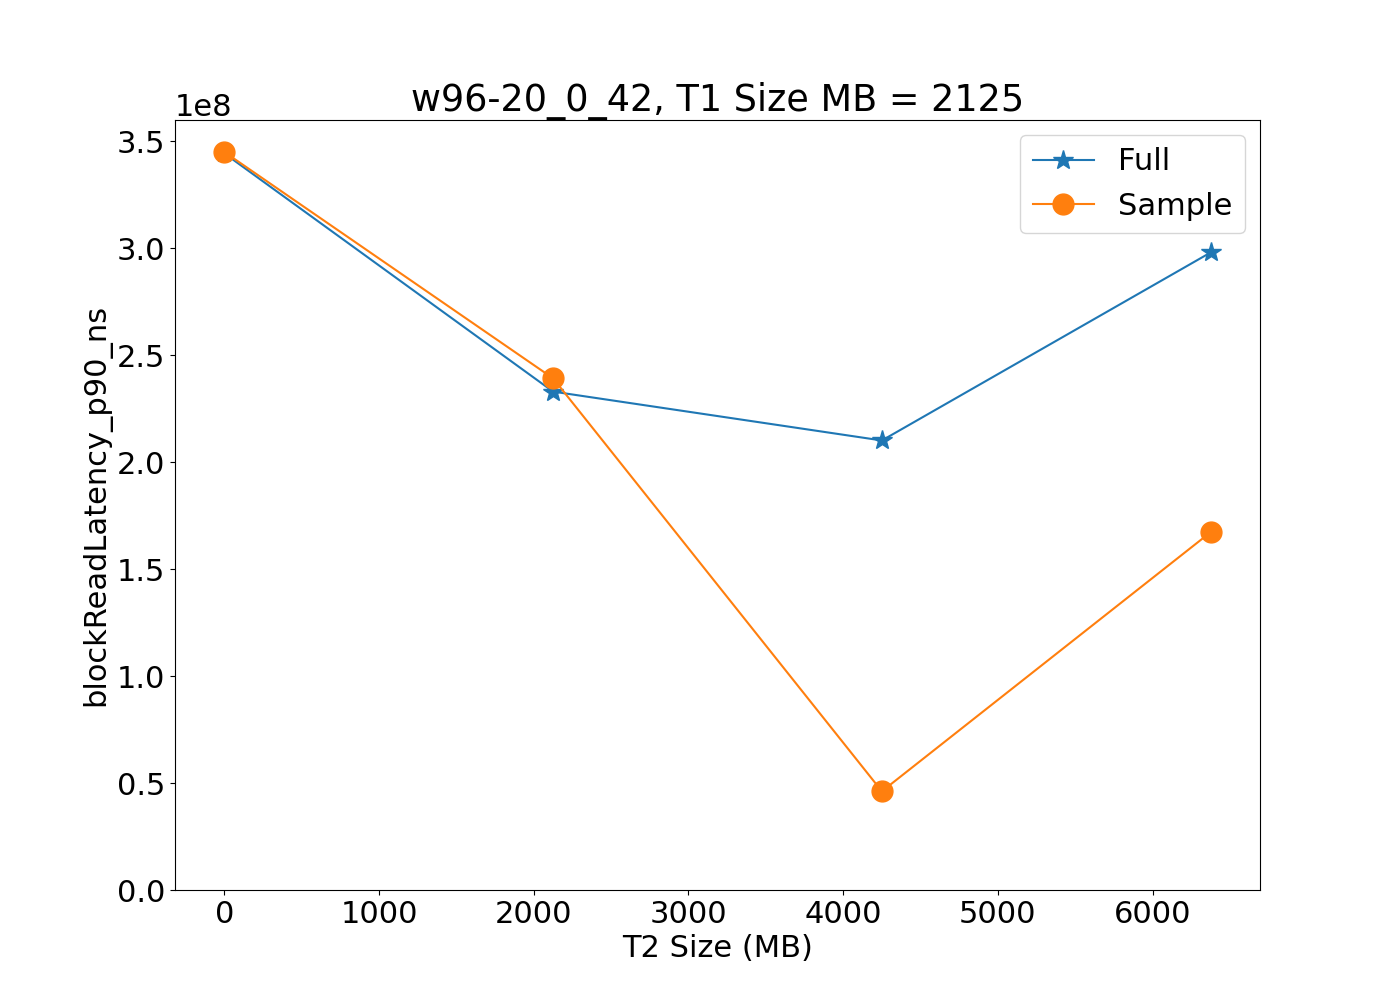 w96-20_0_42, T1 Size MB = 2125
1e8
Full
Sample
3.5
3.0
2.5
2.0
1.5
1.0
0.5
0.0
blockReadLatency_p90_ns
0 1000 2000 3000 4000 5000 6000
T2 Size (MB)